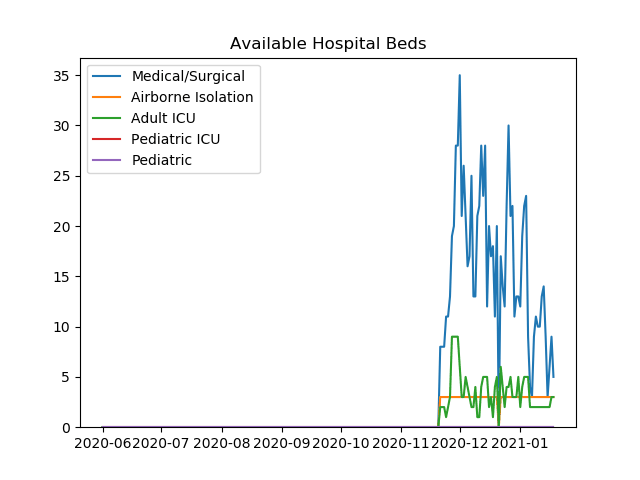 Available Hospital Beds
Medical/Surgical
Airborne Isolation
Adult ICU
Pediatric ICU
Pediatric
35
30
25
20
15
10
5
0
2020-06 2020-07 2020-08 2020-09 2020-10 2020-11 2020-12 2021-01